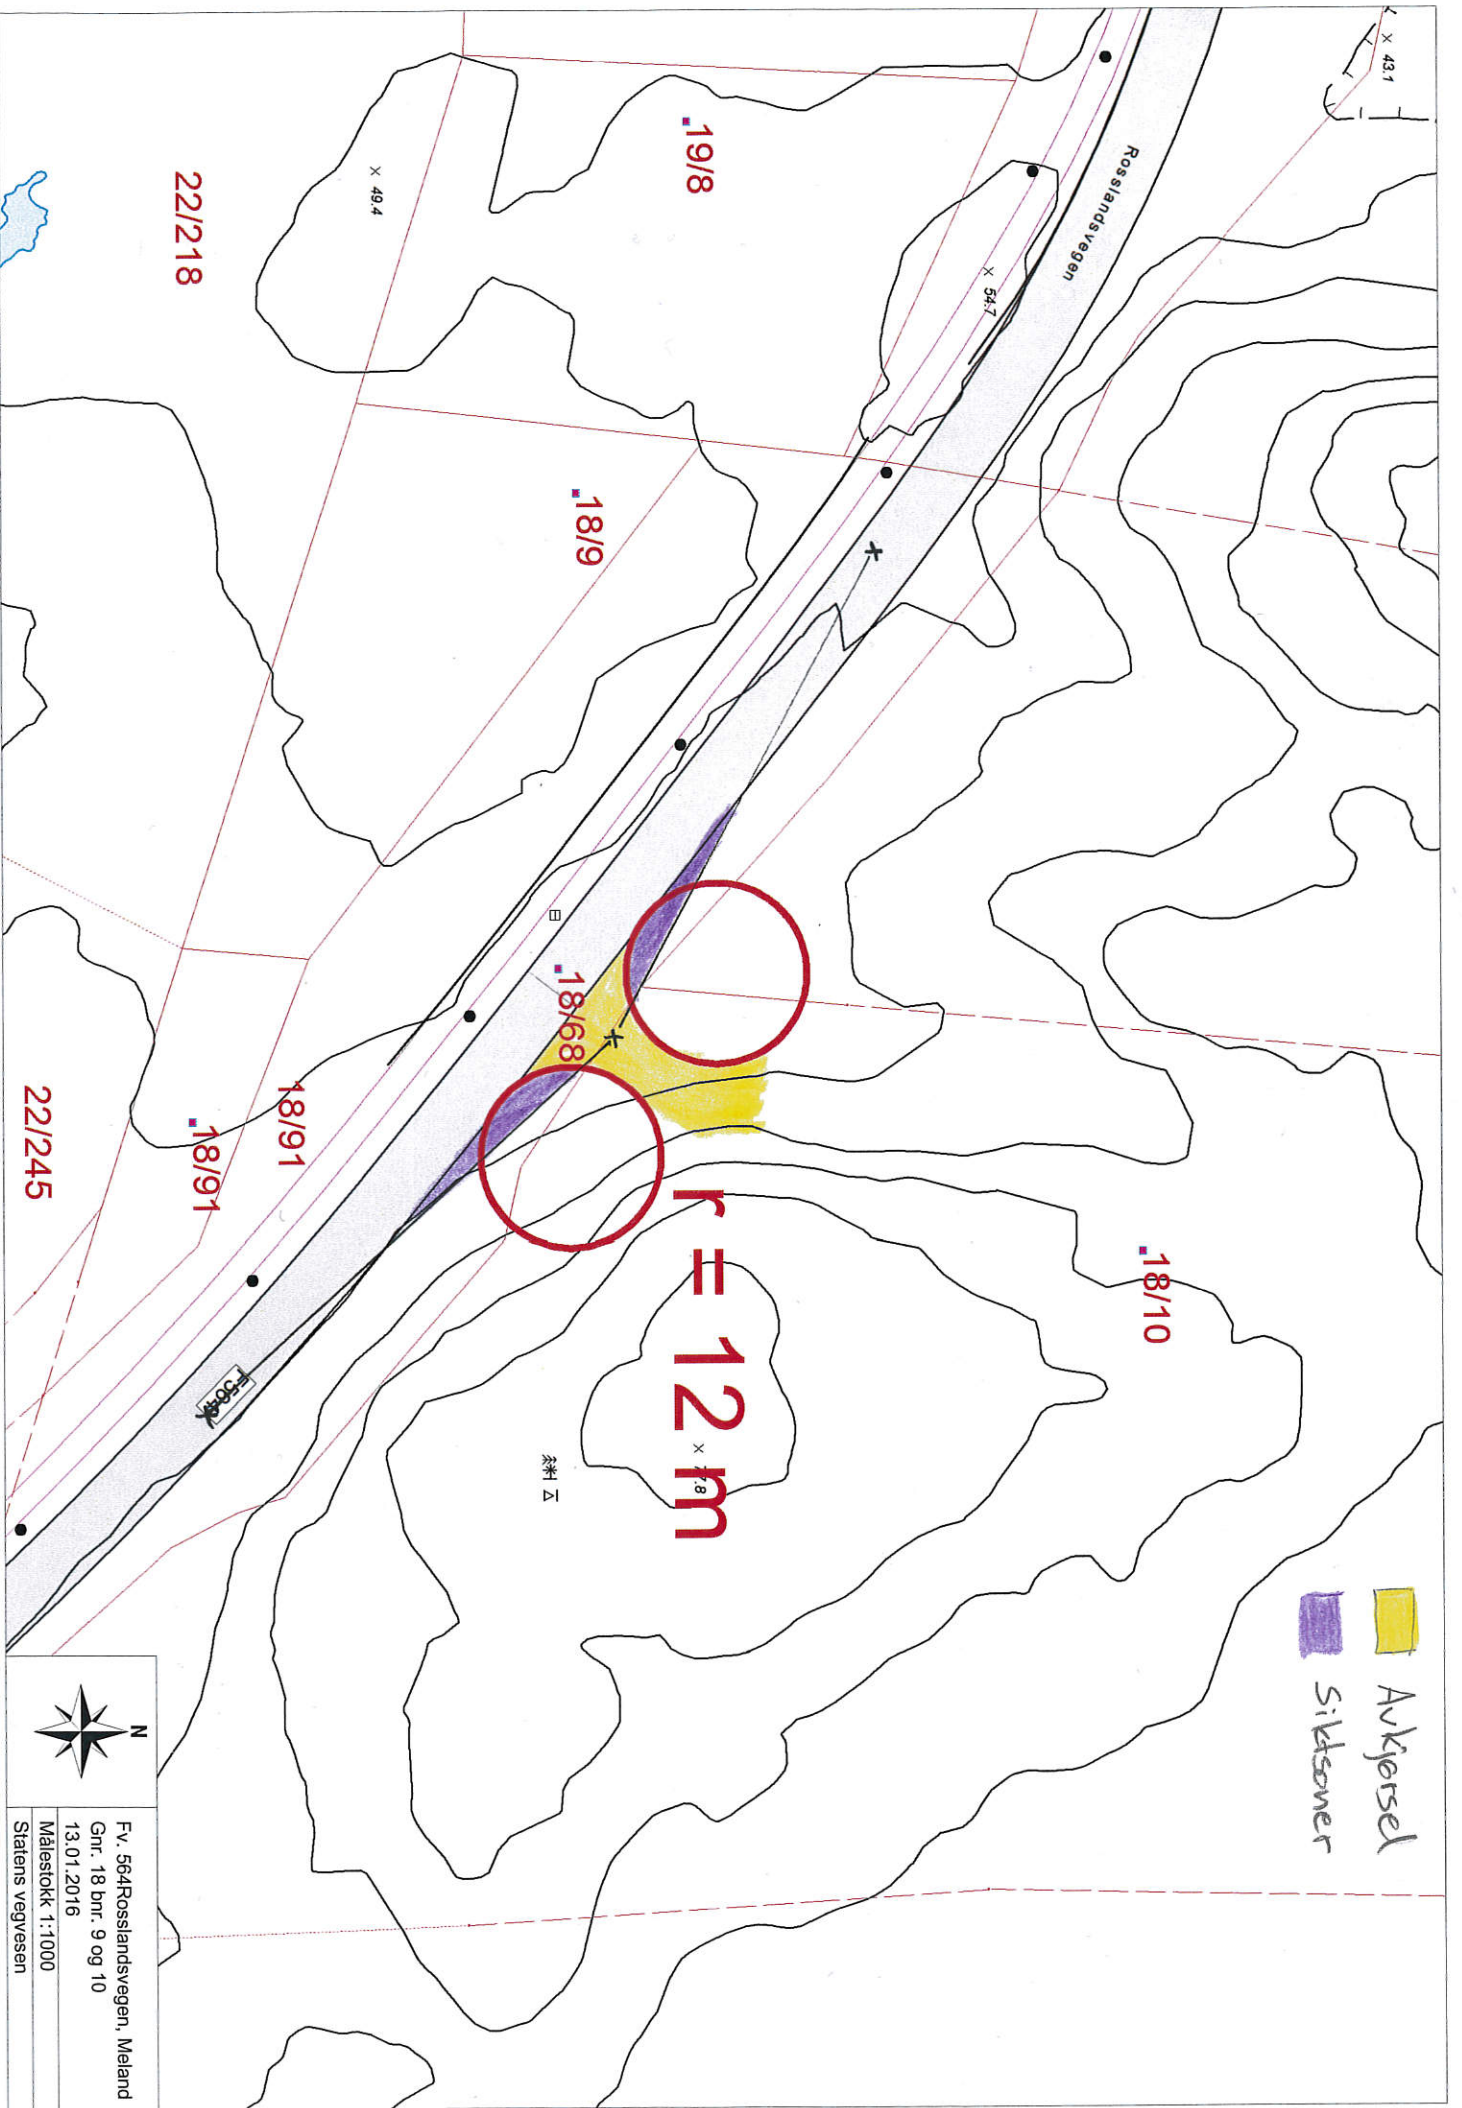 43.1
Rosslandsvegen
19/8
49.4
54.7
22/218
18/9
18/68
18/91
18/91
22/245
18/10
r = 12 m
Avkjørsel
Siktsoner
N
Fv. 564Rosslandsvegen, Meland
Gnr. 18 bnr. 9 og 10
13.01.2016
Målestokk 1:1000
Statens vegvesen